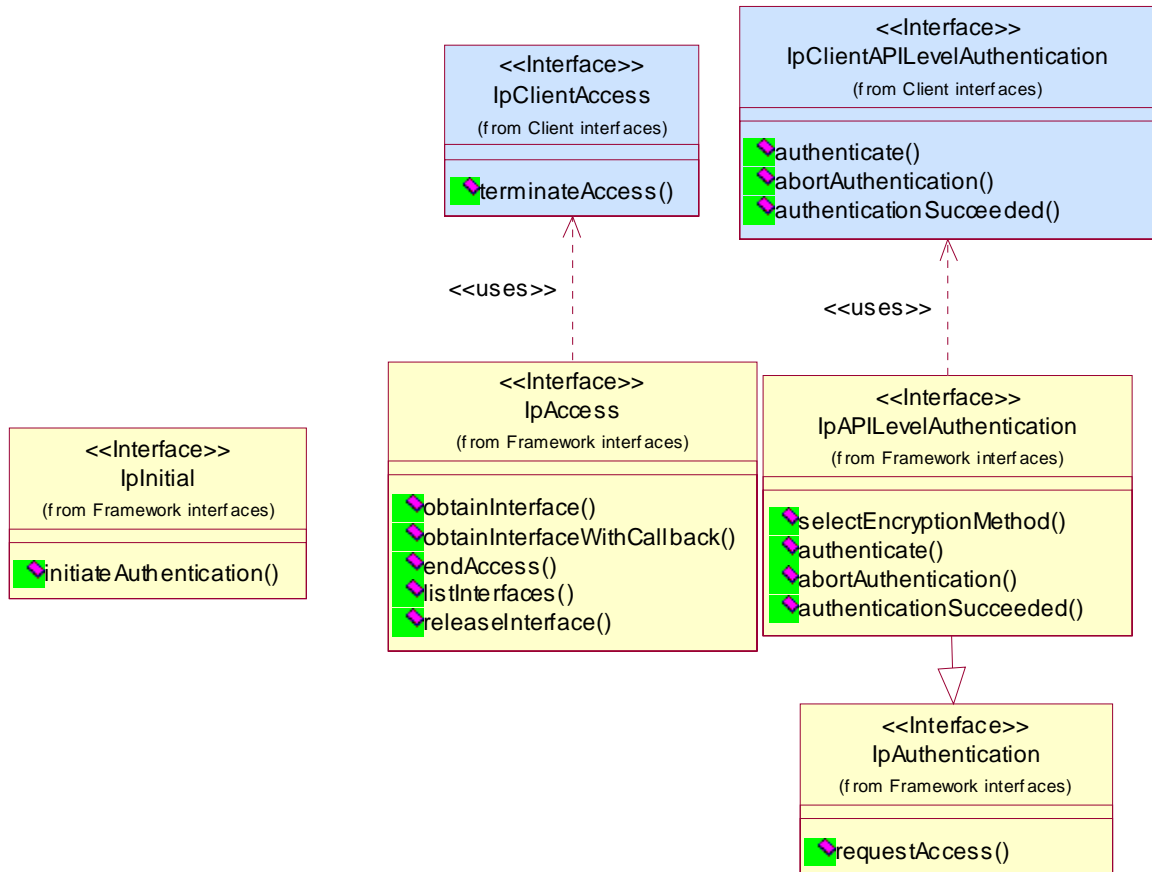 <<Interface>>
IpClientAccess
(from Client interfaces)
terminateAccess()
<<Interface>>
IpClientAPILevelAuthentication
(from Client interfaces)
authenticate()
abortAuthentication()
authenticationSucceeded()
<<uses>>
<<uses>>
<<Interface>>
IpInitial
(from Framework interfaces)
initiateAuthentication()
<<Interface>>
IpAccess
(from Framework interfaces)
obtainInterface()
obtainInterfaceWithCallback()
endAccess()
listInterfaces()
releaseInterface()
<<Interface>>
IpAPILevelAuthentication
(from Framework interfaces)
selectEncryptionMethod()
authenticate()
abortAuthentication()
authenticationSucceeded()
<<Interface>>
IpAuthentication
(from Framework interfaces)
requestAccess()